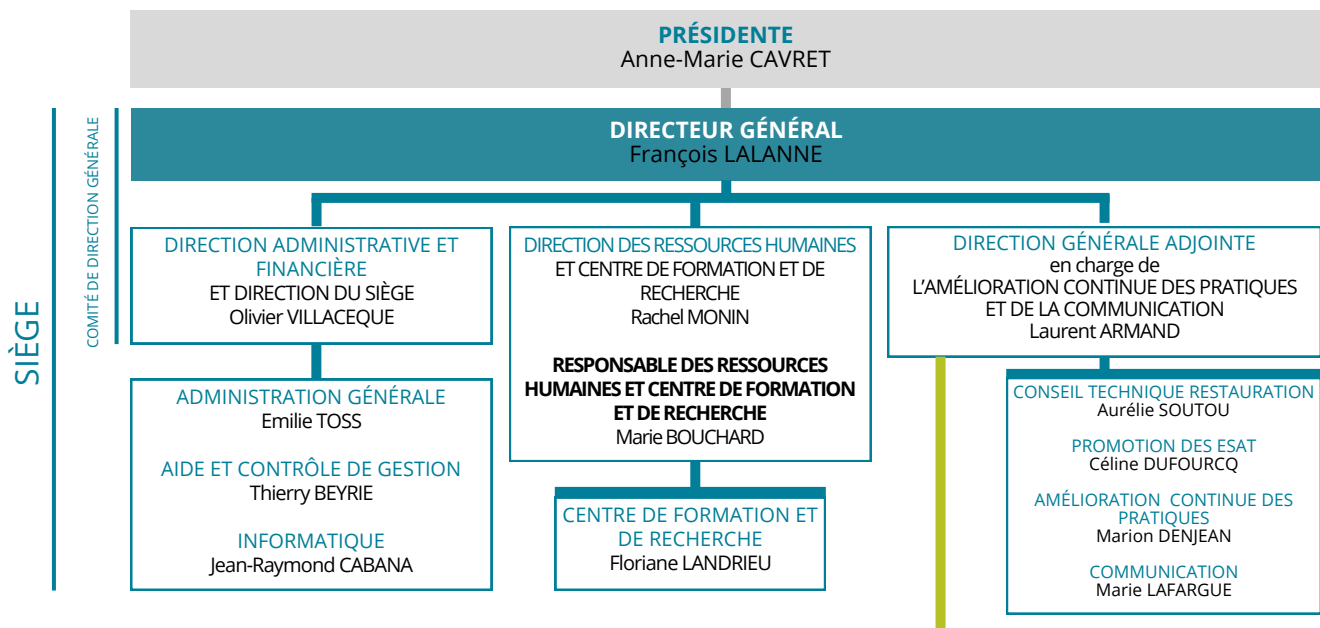 PRÉSIDENTE
Anne-Marie CAVRET
DIRECTEUR GÉNÉRAL
François LALANNE
SIÈGE
COMITÉ DE DIRECTION GÉNÉRALE
DIRECTION ADMINISTRATIVE ET
FINANCIÈRE
ET DIRECTION DU SIÈGE
Olivier VILLACEQUE
ADMINISTRATION GÉNÉRALE
Emilie TOSS
AIDE ET CONTRÔLE DE GESTION
Thierry BEYRIE
INFORMATIQUE
Jean-Raymond CABANA
DIRECTION DES RESSOURCES HUMAINES
ET CENTRE DE FORMATION ET DE
RECHERCHE
Rachel MONIN
RESPONSABLE DES RESSOURCES
HUMAINES ET CENTRE DE FORMATION
ET DE RECHERCHE
Marie BOUCHARD
CENTRE DE FORMATION ET
DE RECHERCHE
Floriane LANDRIEU
DIRECTION GÉNÉRALE ADJOINTE
en charge de
L'AMÉLIORATION CONTINUE DES PRATIQUES
ET DE LA COMMUNICATION
Laurent ARMAND
CONSEIL TECHNIQUE RESTAURATION
Aurélie SOUTOU
PROMOTION DES ESAT
Céline DUFOURCQ
AMÉLIORATION CONTINUE DES
PRATIQUES
Marion DENJEAN
COMMUNICATION
Marie LAFARGUE